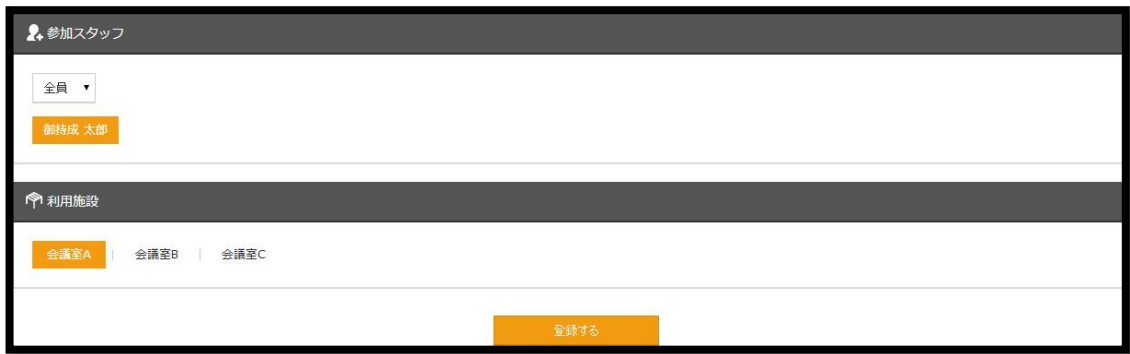 参加スタッフ
全員
御持成 太郎
利用施設
会議室A | 会議室B | 会議室C
登録する